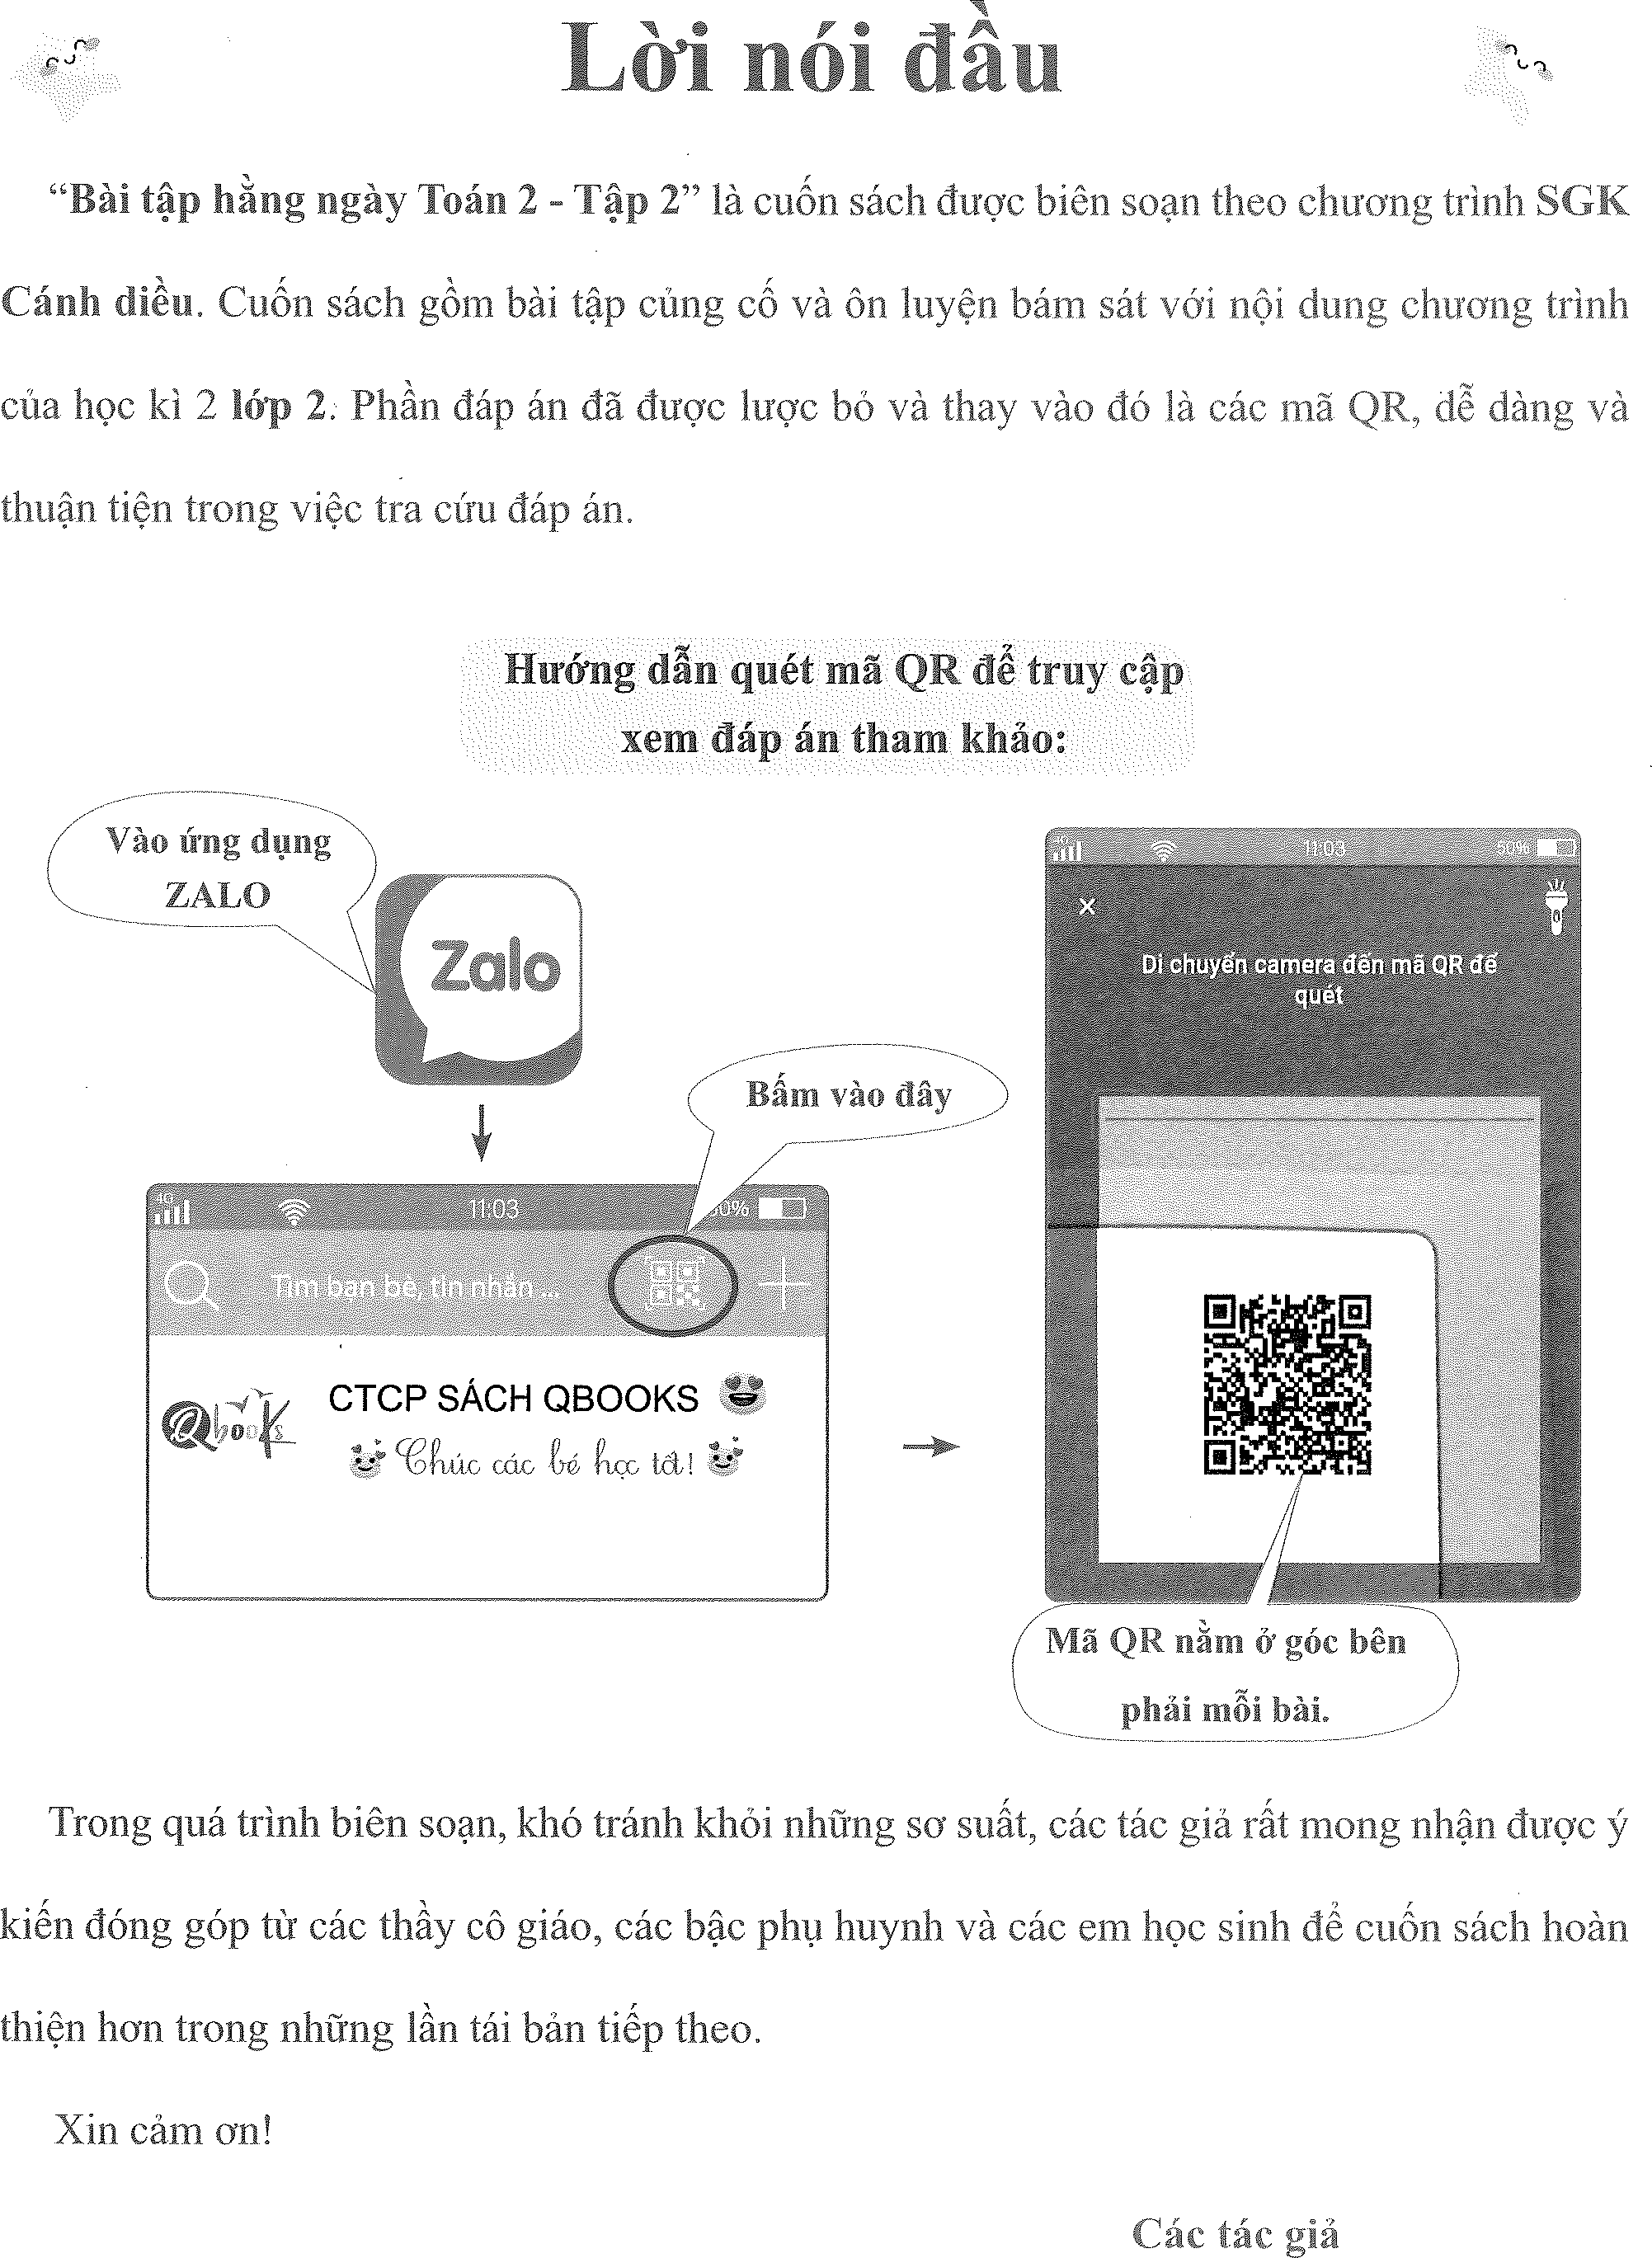 Lời nói đầu
“Bài tập hằng ngày Toán 2 - Tập 2” là cuốn sách được biên soạn theo chương trình SGK
Cánh diều. Cuốn sách gồm bài tập củng cố và ôn luyện bám sát với nội dung chương trình
của học kì 2 lớp 2. Phần đáp án đã được lược bỏ và thay vào đó là các mã QR, dễ dàng và
thuận tiện trong việc tra cứu đáp án.
Hướng dẫn quét mã QR để truy cập
xem đáp án tham khảo:
Vào ứng dụng
ZALO
Zalo
Bấm vào đây
4G 11:03 50%
Tìm bạn bè, tin nhắn ...
Qbooks
CTCP SÁCH QBOOKS
Chúc các bé học tốt!
4G 11:03 50%
×
Di chuyển camera đến mã QR để
quét
Mã QR nằm ở góc bên
phải mỗi bài.
Trong quá trình biên soạn, khó tránh khỏi những sơ suất, các tác giả rất mong nhận được ý
kiến đóng góp từ các thầy cô giáo, các bậc phụ huynh và các em học sinh để cuốn sách hoàn
thiện hơn trong những lần tái bản tiếp theo.
Xin cảm ơn!
Các tác giả